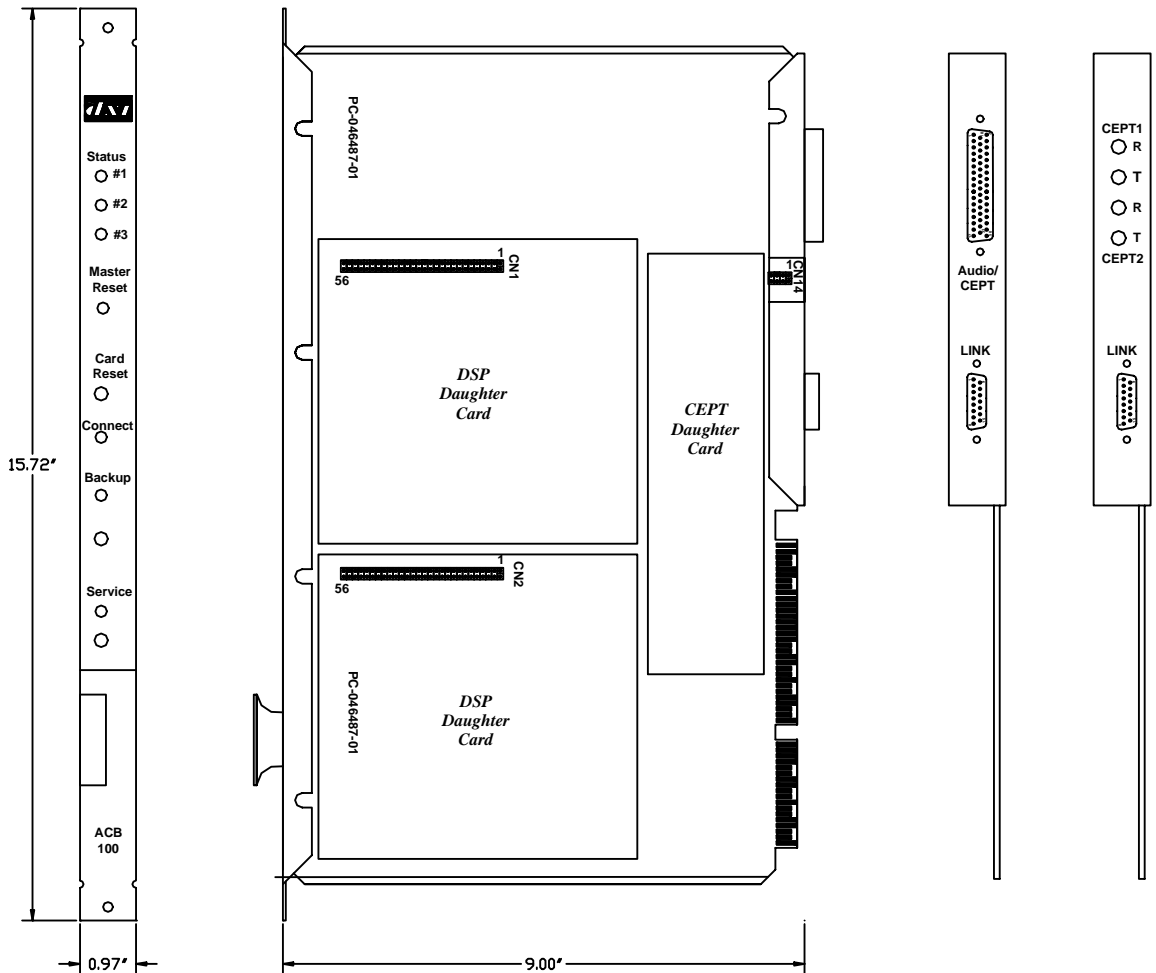 Status
#1
#2
#3
Master
Reset
Card
Reset
Connect
Backup
Service
ACB
100
15.72"
0.97"
PC-046487-01
1
CN1
56
DSP
Daughter
Card
1
CN2
56
PC-046487-01
DSP
Daughter
Card
CEPT
Daughter
Card
1
CN14
9.00"
Audio/
CEPT
LINK
CEPT1
R
T
R
T
CEPT2
LINK